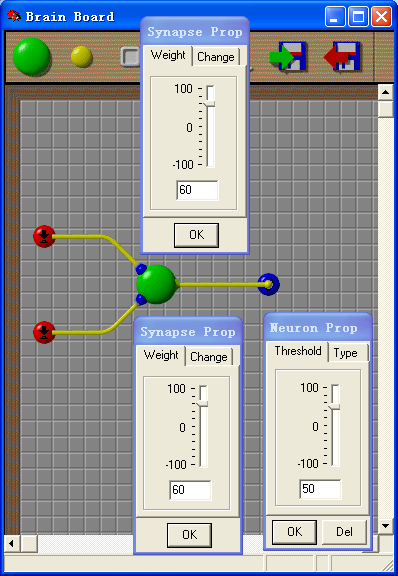 Brain Board
Synapse Prop
Weight Change
100
0
-100
60
OK
Synapse Prop
Weight Change
100
0
-100
60
OK
Neuron Prop
Threshold Type
100
0
-100
50
OK Del